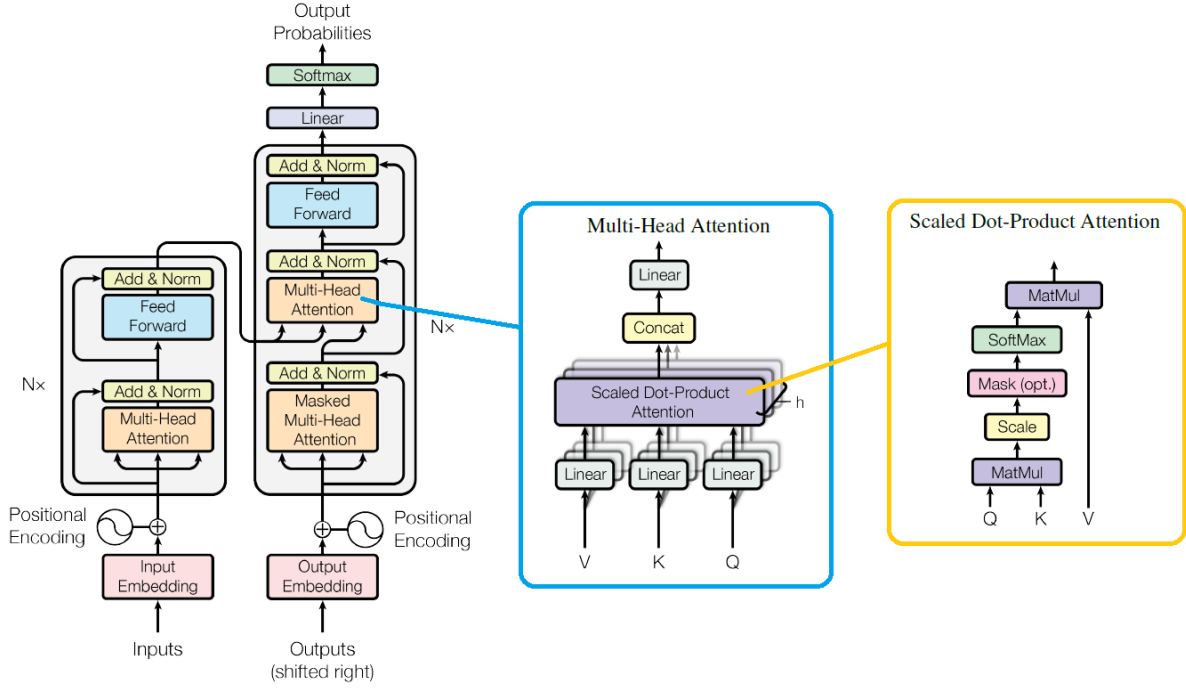 Output
Probabilities
Softmax
Linear
Add & Norm
Feed
Forward
Add & Norm
Multi-Head
Attention
Nx
Add & Norm
Masked
Multi-Head
Attention
Positional
Encoding
Output
Embedding
Outputs
(shifted right)
Add & Norm
Feed
Forward
Nx
Add & Norm
Multi-Head
Attention
Positional
Encoding
Input
Embedding
Inputs
Multi-Head Attention
Linear
Concat
Scaled Dot-Product
Attention
h
Linear Linear Linear
V K Q
Scaled Dot-Product Attention
MatMul
SoftMax
Mask (opt.)
Scale
MatMul
Q K V